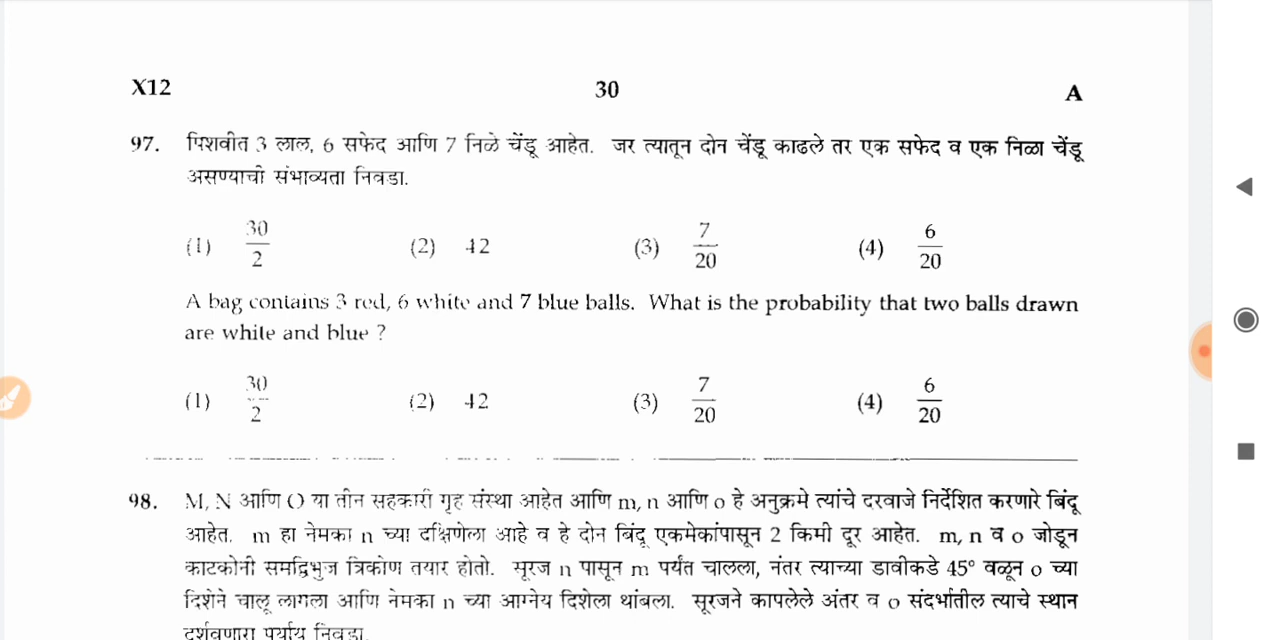 X12 30 A
97. पिशवीत 3 लाल, 6 सफेद आणि 7 निळे चेंडू आहेत. जर त्यातून दोन चेंडू काढले तर एक सफेद व एक निळा चेंडू
असण्याची संभाव्यता निवडा.
(1) 30/2 (2) 42 (3) 7/20 (4) 6/20
A bag contains 3 red, 6 white and 7 blue balls. What is the probability that two balls drawn
are white and blue ?
(1) 30/2 (2) 42 (3) 7/20 (4) 6/20
98. M, N आणि O या तीन सहकारी गृह संस्था आहेत आणि m, n आणि o हे अनुक्रमे त्यांचे दरवाजे निर्देशित करणारे बिंदू
आहेत. m हा नेमका n च्या दक्षिणेला आहे व हे दोन बिंदू एकमेकांपासून 2 किमी दूर आहेत. m, n व o जोडून
काटकोनी समद्विभुज त्रिकोण तयार होतो. सूरज n पासून m पर्यंत चालला, नंतर त्याच्या डावीकडे 45° वळून o च्या
दिशेने चालू लागला आणि नेमका n च्या आग्नेय दिशेला थांबला. सूरजने कापलेले अंतर व o संदर्भातील त्याचे स्थान
दर्शवणारा पर्याय निवडा.